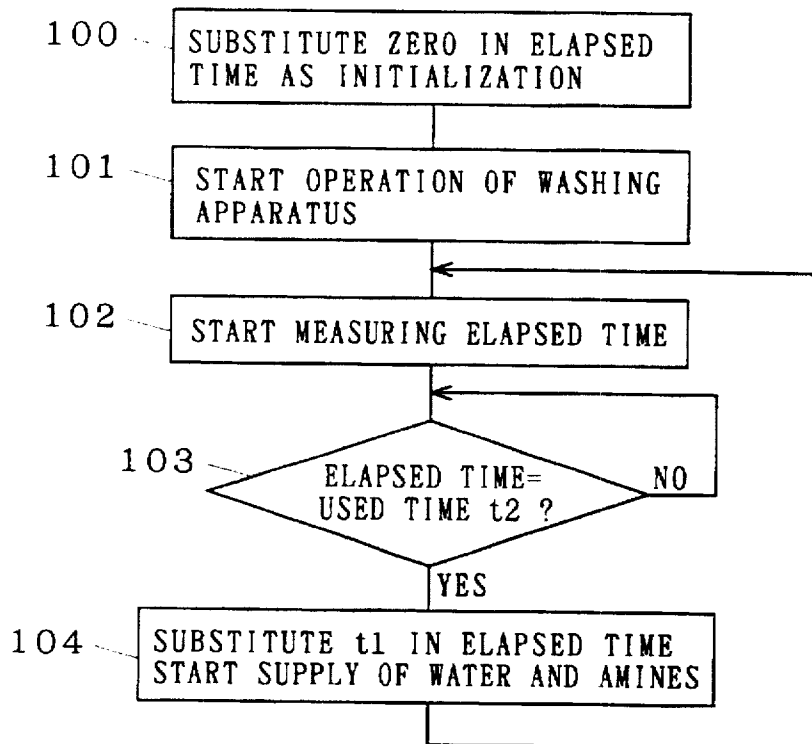 100
SUBSTITUTE ZERO IN ELAPSED
TIME AS INITIALIZATION
101
START OPERATION OF WASHING
APPARATUS
102
START MEASURING ELAPSED TIME
103
ELAPSED TIME=
USED TIME t2 ?
NO
YES
104
SUBSTITUTE t1 IN ELAPSED TIME
START SUPPLY OF WATER AND AMINES